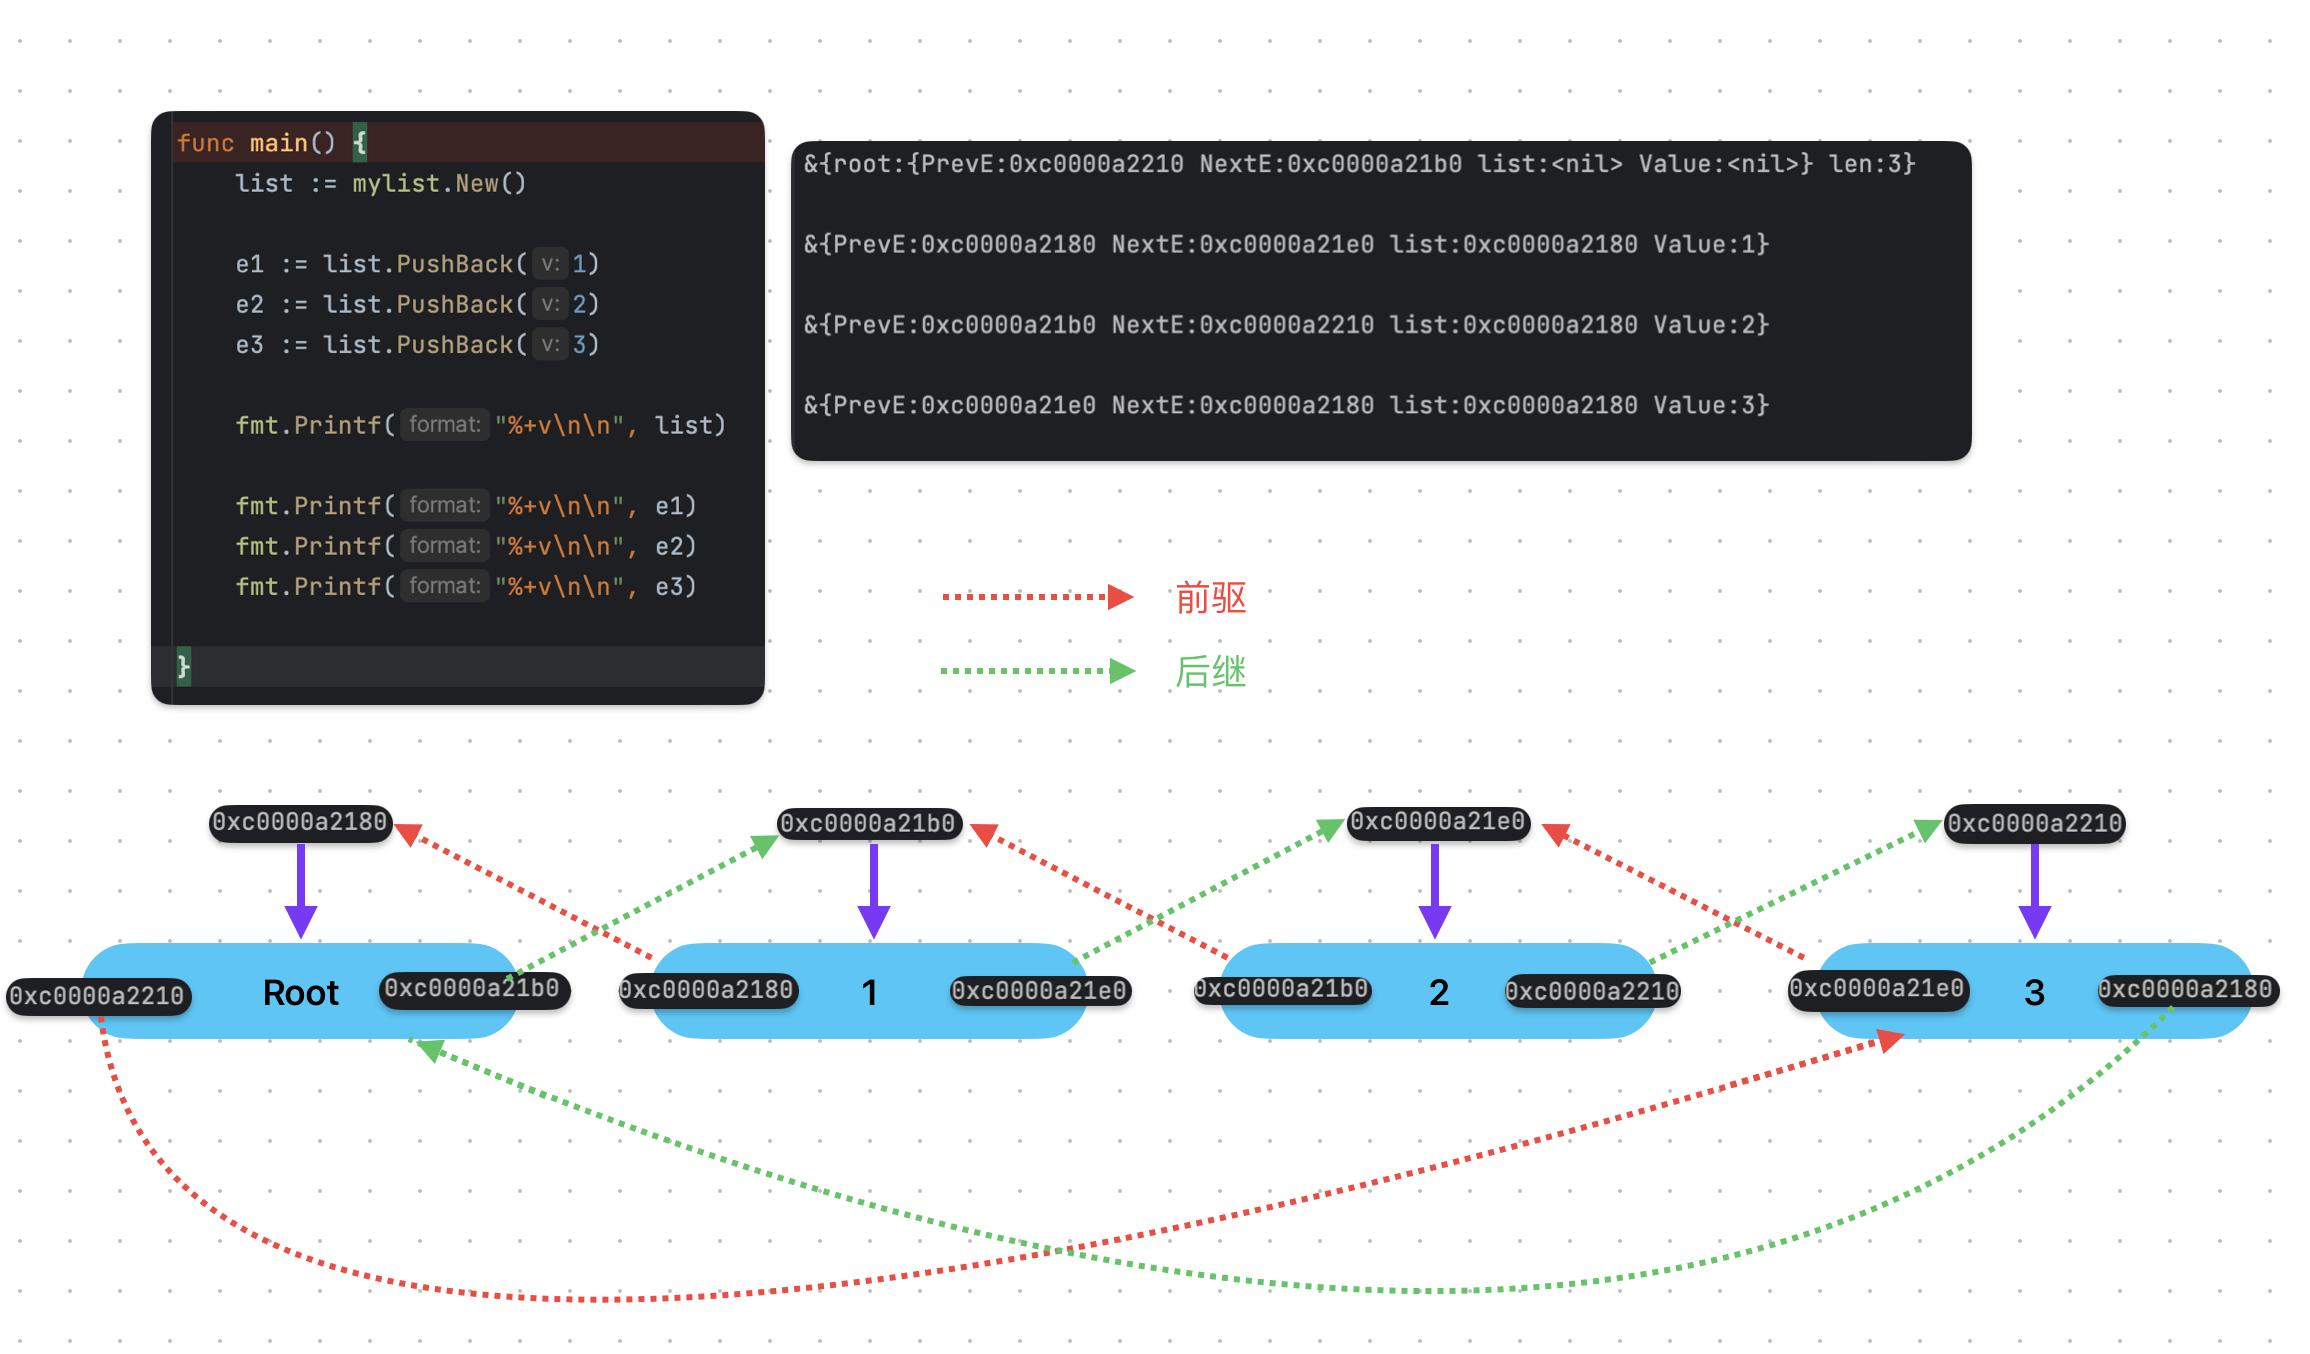 func main() {
list := mylist.New()
e1 := list.PushBack( v: 1)
e2 := list.PushBack( v: 2)
e3 := list.PushBack( v: 3)
fmt.Printf( format: "%+v\n\n", list)
fmt.Printf( format: "%+v\n\n", e1)
fmt.Printf( format: "%+v\n\n", e2)
fmt.Printf( format: "%+v\n\n", e3)
}
&{root:{PrevE:0xc0000a2210 NextE:0xc0000a21b0 list:<nil> Value:<nil>} len:3}
&{PrevE:0xc0000a2180 NextE:0xc0000a21e0 list:0xc0000a2180 Value:1}
&{PrevE:0xc0000a21b0 NextE:0xc0000a2210 list:0xc0000a2180 Value:2}
&{PrevE:0xc0000a21e0 NextE:0xc0000a2180 list:0xc0000a2180 Value:3}
前驱
后继
0xc0000a2180
0xc0000a21b0
0xc0000a21e0
0xc0000a2210
0xc0000a2210
Root
0xc0000a21b0
0xc0000a2180
1
0xc0000a21e0
0xc0000a21b0
2
0xc0000a2210
0xc0000a21e0
3
0xc0000a2180